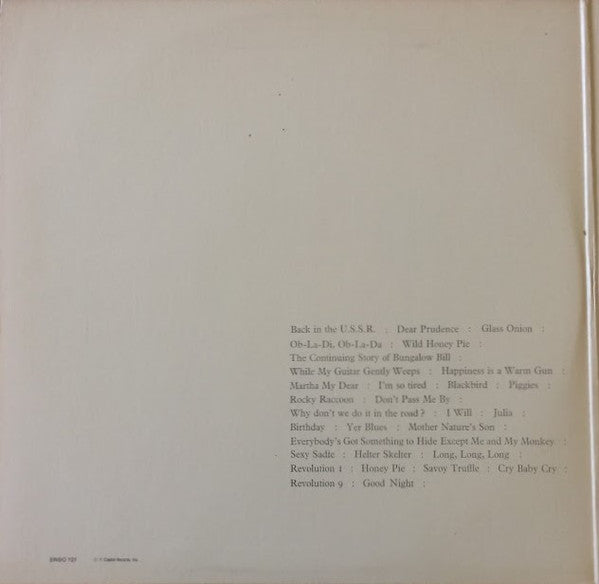 Back in the U.S.S.R. : Dear Prudence : Glass Onion :
Ob-La-Di, Ob-La-Da : Wild Honey Pie :
The Continuing Story of Bungalow Bill :
While My Guitar Gently Weeps : Happiness is a Warm Gun :
Martha My Dear : I'm so tired : Blackbird : Piggies :
Rocky Raccoon : Don't Pass Me By :
Why don't we do it in the road? : I Will : Julia :
Birthday : Yer Blues : Mother Nature's Son :
Everybody's Got Something to Hide Except Me and My Monkey :
Sexy Sadie : Helter Skelter : Long, Long, Long :
Revolution 1 : Honey Pie : Savoy Truffle : Cry Baby Cry :
Revolution 9 : Good Night :
Capitol Records, Inc.